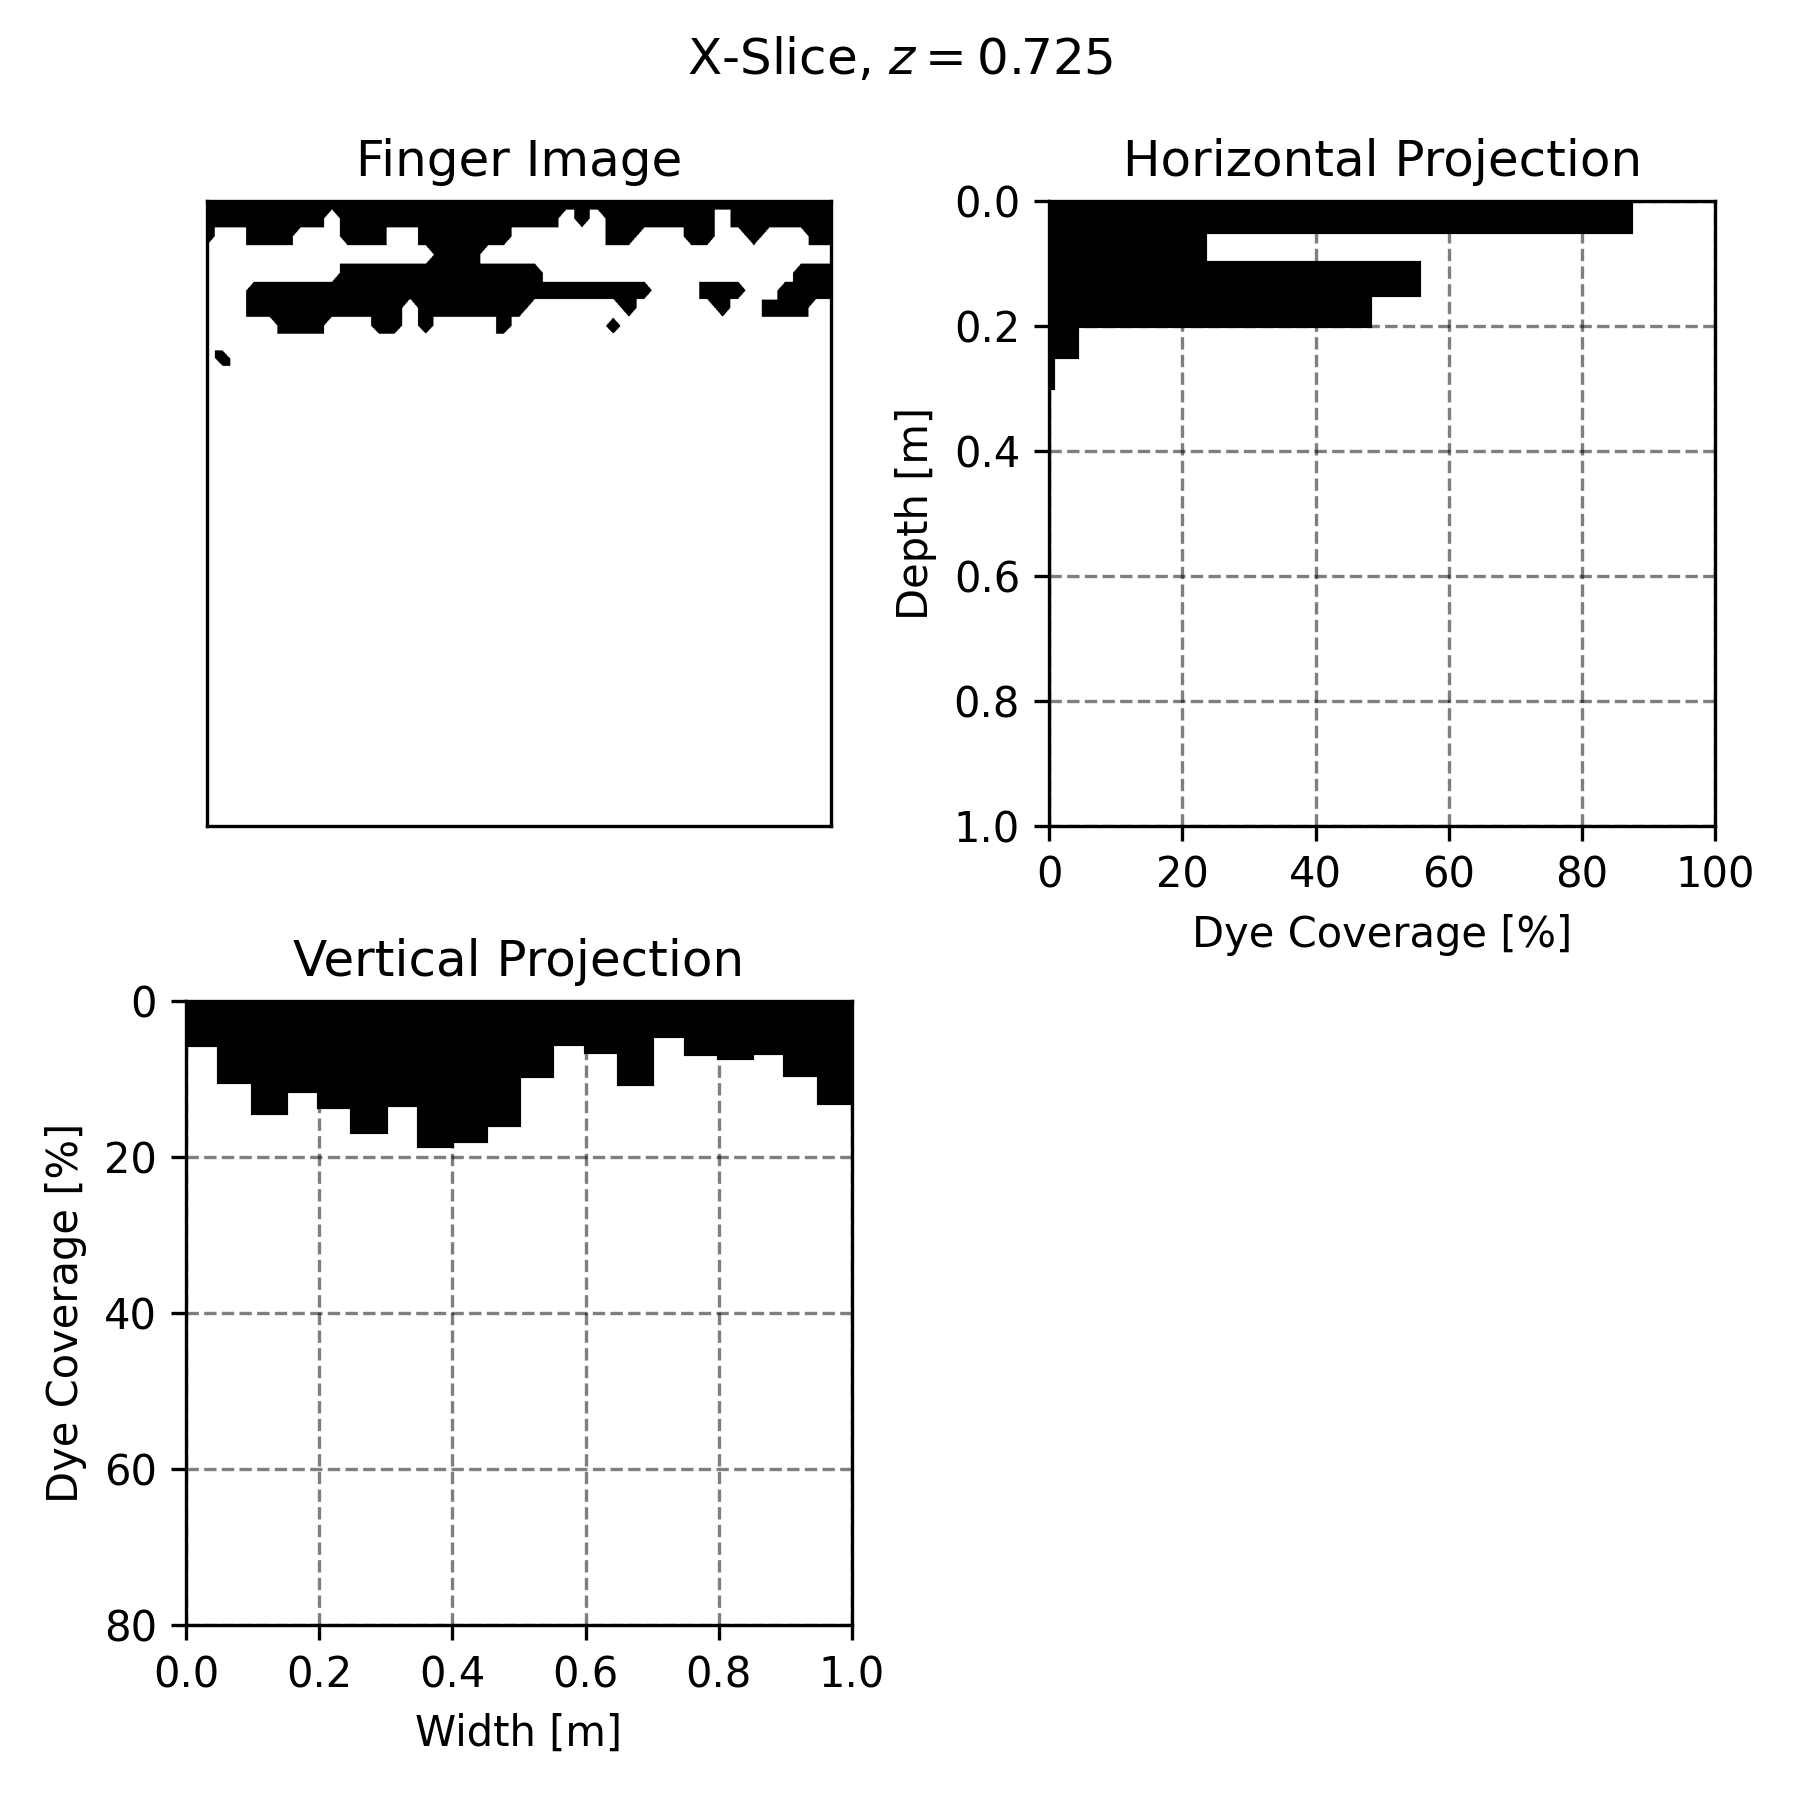 X-Slice, z = 0.725
Finger Image
Horizontal Projection
0.0
0.2
0.4
0.6
0.8
1.0
Depth [m]
0 20 40 60 80 100
Dye Coverage [%]
Vertical Projection
0
20
40
60
80
Dye Coverage [%]
0.0 0.2 0.4 0.6 0.8 1.0
Width [m]